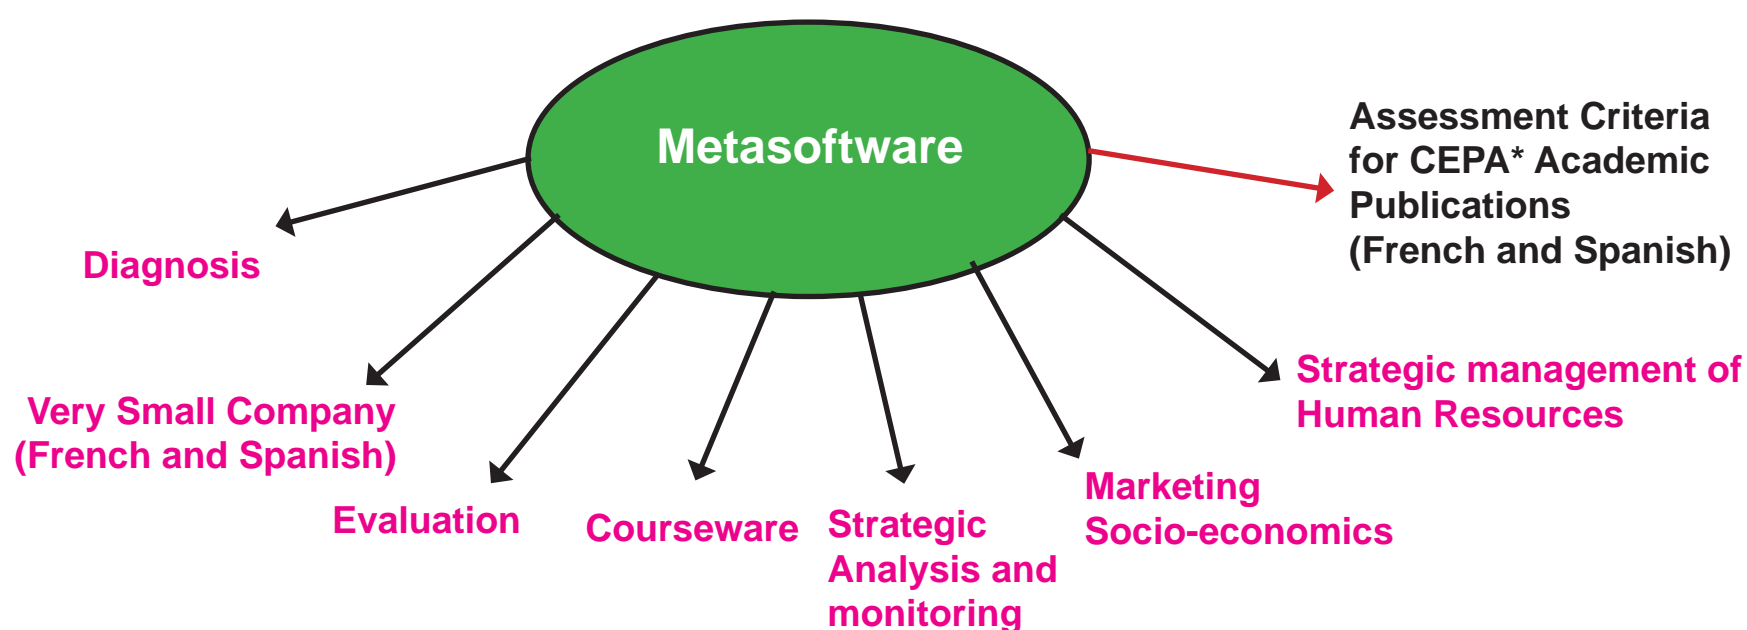 Metasoftware
Assessment Criteria
for CEPA* Academic
Publications
(French and Spanish)
Diagnosis
Strategic management of
Human Resources
Very Small Company
(French and Spanish)
Marketing
Socio-economics
Evaluation
Courseware
Strategic
Analysis and
monitoring